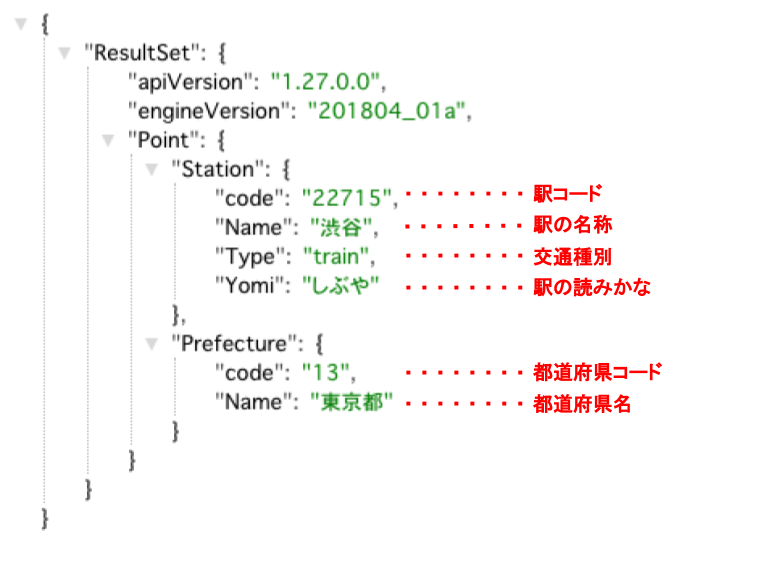 {
"ResultSet": {
"apiVersion": "1.27.0.0",
"engineVersion": "201804_01a",
"Point": {
"Station": {
"code": "22715", ・・・・・・・・ 駅コード
"Name": "渋谷", ・・・・・・・・ 駅の名称
"Type": "train", ・・・・・・・・ 交通種別
"Yomi": "しぶや" ・・・・・・・・ 駅の読みかな
},
"Prefecture": {
"code": "13", ・・・・・・・・ 都道府県コード
"Name": "東京都" ・・・・・・・・ 都道府県名
}
}
}
}